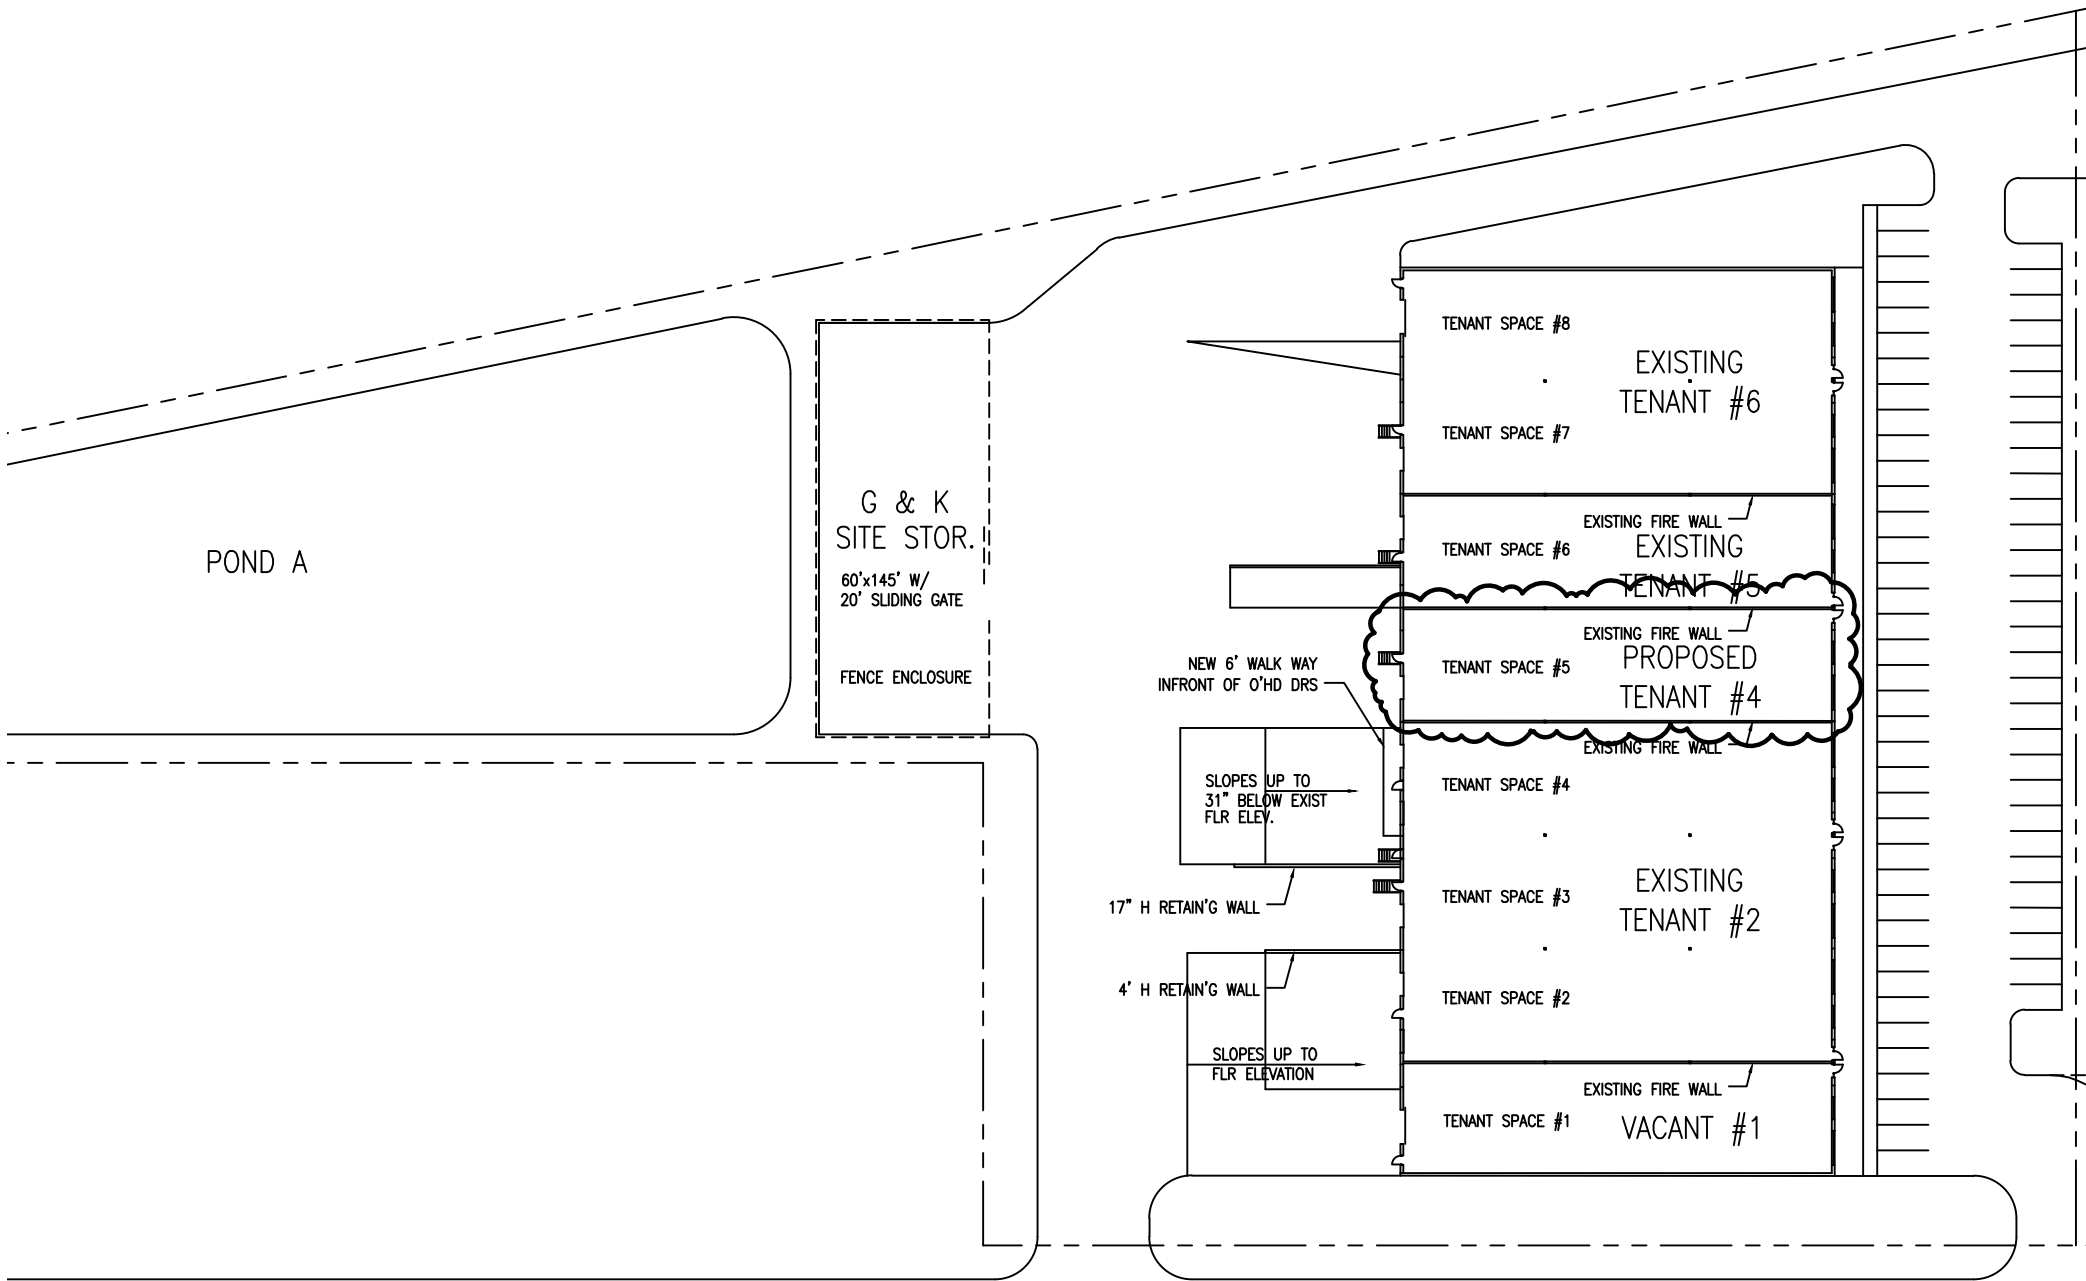 TENANT SPACE #8
EXISTING
TENANT #6
TENANT SPACE #7
G & K
SITE STOR.
60'x145' W/
20' SLIDING GATE
FENCE ENCLOSURE
POND A
EXISTING FIRE WALL
TENANT SPACE #6
EXISTING
TENANT #5
EXISTING FIRE WALL
TENANT SPACE #5
PROPOSED
TENANT #4
NEW 6' WALK WAY
INFRONT OF O'HD DRS
EXISTING FIRE WALL
SLOPES UP TO
31" BELOW EXIST
FLR ELEV.
TENANT SPACE #4
17" H RETAIN'G WALL
TENANT SPACE #3
EXISTING
TENANT #2
4' H RETAIN'G WALL
TENANT SPACE #2
SLOPES UP TO
FLR ELEVATION
EXISTING FIRE WALL
TENANT SPACE #1
VACANT #1